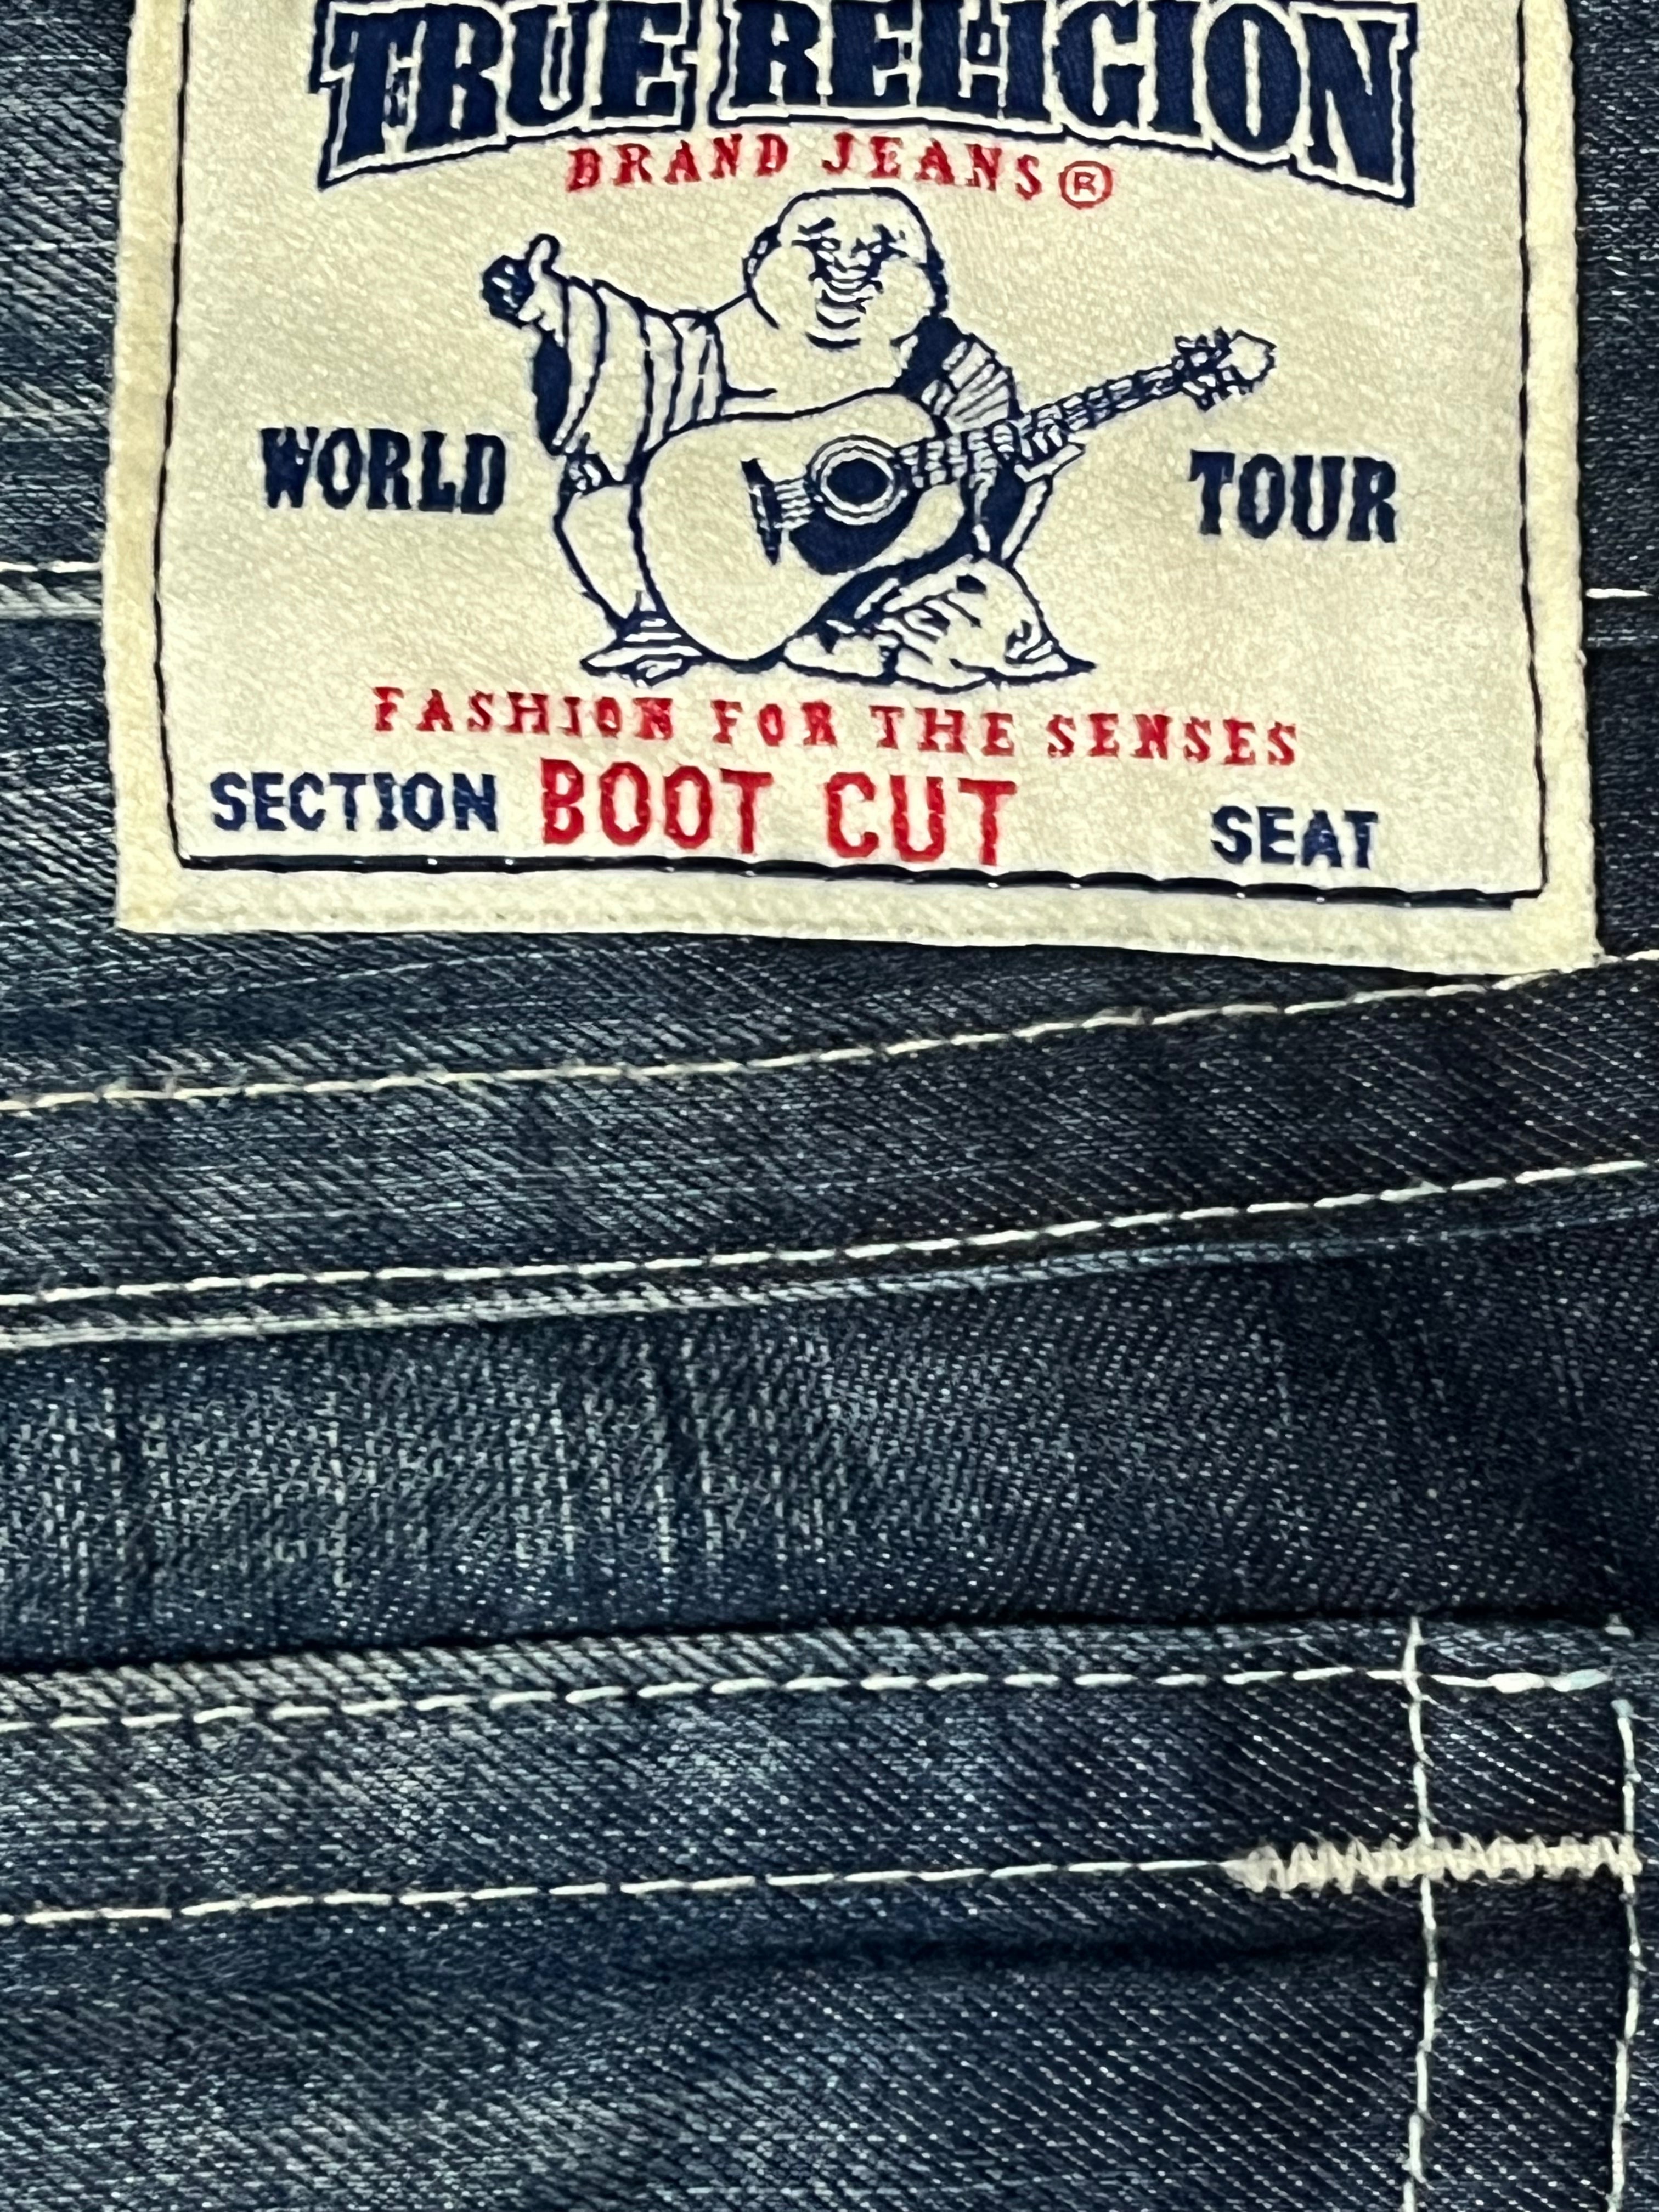 TRUE RELIGION
BRAND JEANS®
WORLD TOUR
FASHION FOR THE SENSES
SECTION BOOT CUT SEAT